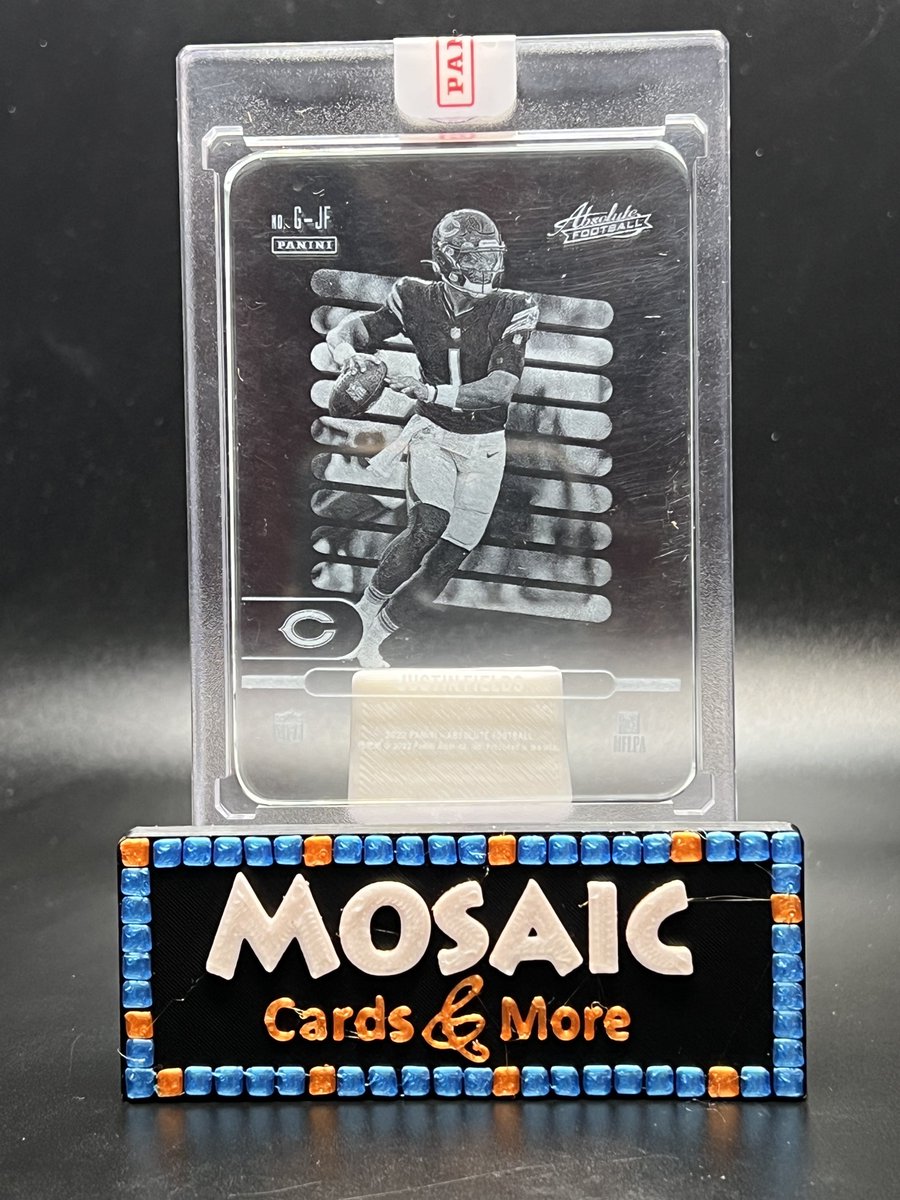 PAN
NO. G-JF
PANINI
Absolute
FOOTBALL
1
JUSTIN FIELDS
2022 PANINI - ABSOLUTE FOOTBALL
NFLPA
MOSAIC
Cards & More